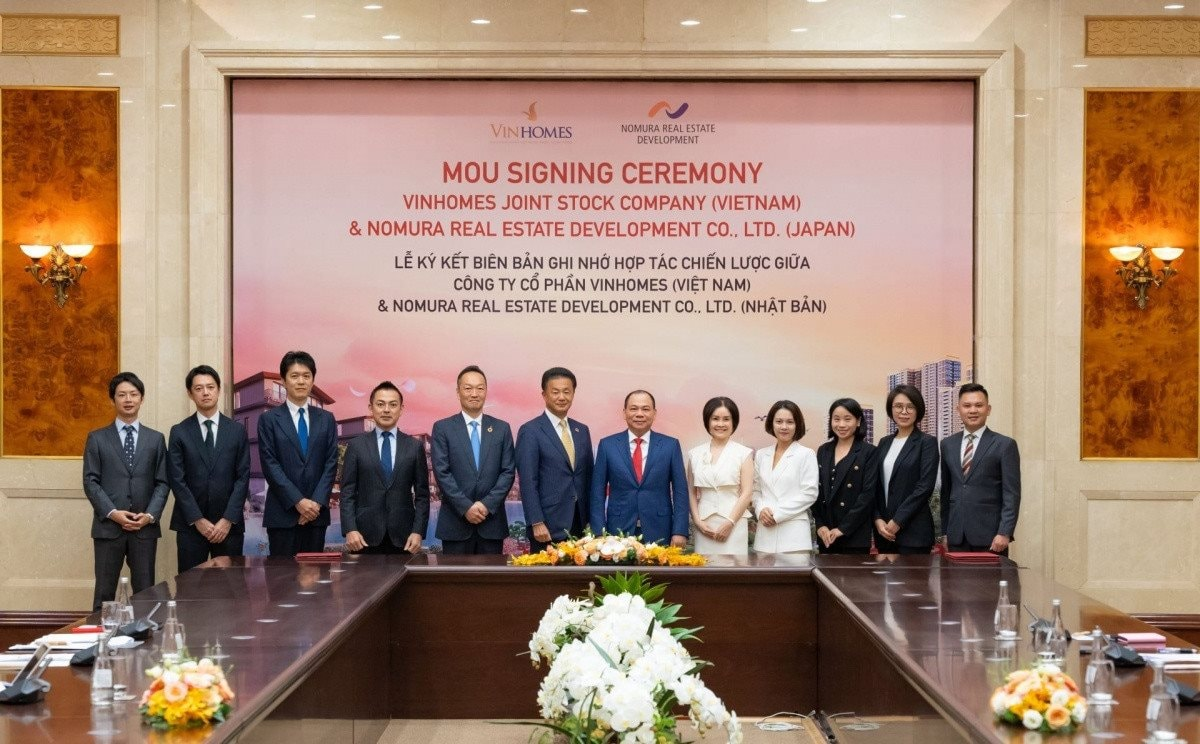 VINHOMES
NOMURA REAL ESTATE
DEVELOPMENT
MOU SIGNING CEREMONY
VINHOMES JOINT STOCK COMPANY (VIETNAM)
& NOMURA REAL ESTATE DEVELOPMENT CO., LTD. (JAPAN)
LỄ KÝ KẾT BIÊN BẢN GHI NHỚ HỢP TÁC CHIẾN LƯỢC GIỮA
CÔNG TY CỔ PHẦN VINHOMES (VIỆT NAM)
& NOMURA REAL ESTATE DEVELOPMENT CO., LTD. (NHẬT BẢN)